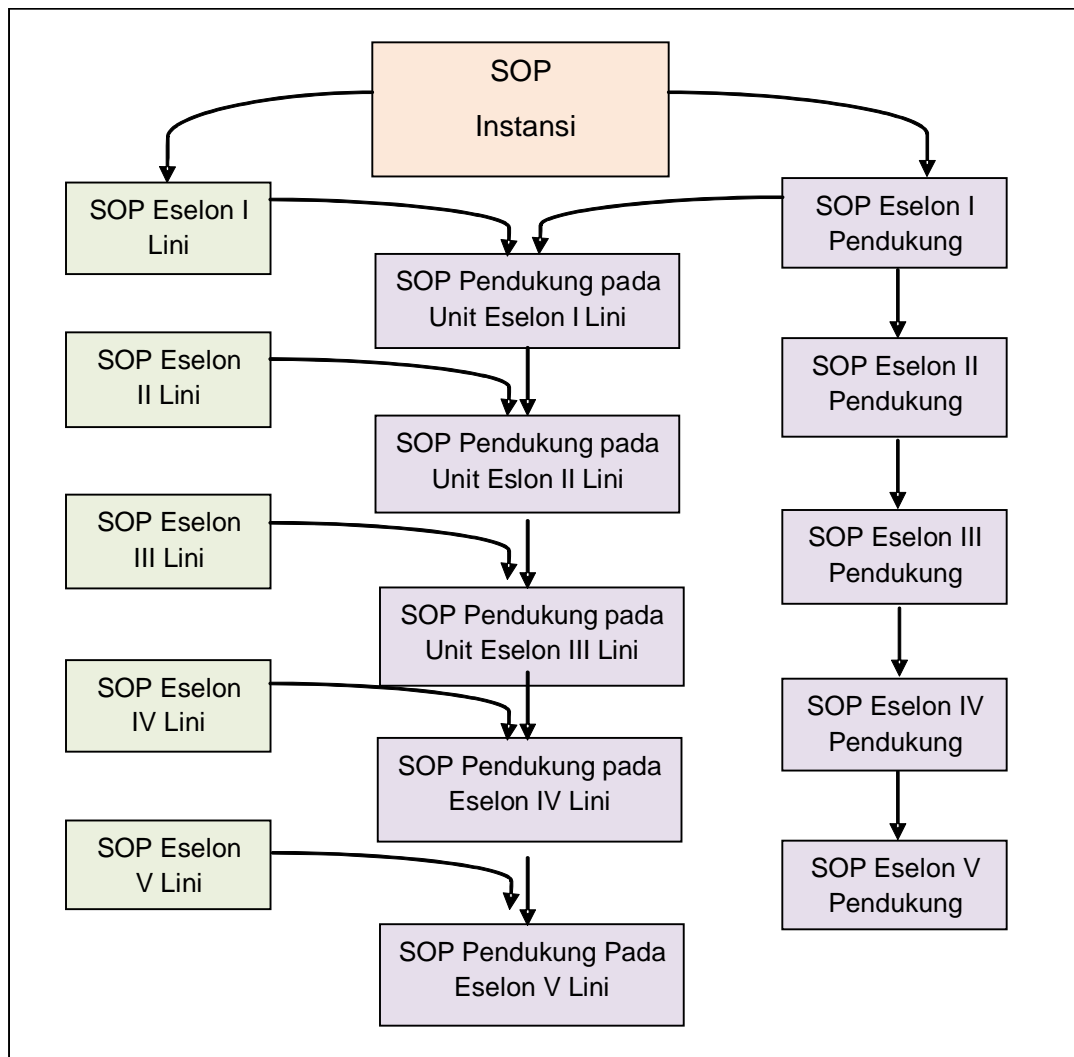 SOP
Instansi
SOP Eselon I
Lini
SOP Eselon I
Pendukung
SOP Pendukung pada
Unit Eselon I Lini
SOP Eselon
II Lini
SOP Eselon II
Pendukung
SOP Pendukung pada
Unit Eslon II Lini
SOP Eselon
III Lini
SOP Eselon III
Pendukung
SOP Pendukung pada
Unit Eselon III Lini
SOP Eselon
IV Lini
SOP Eselon IV
Pendukung
SOP Pendukung pada
Eselon IV Lini
SOP Eselon
V Lini
SOP Eselon V
Pendukung
SOP Pendukung Pada
Eselon V Lini